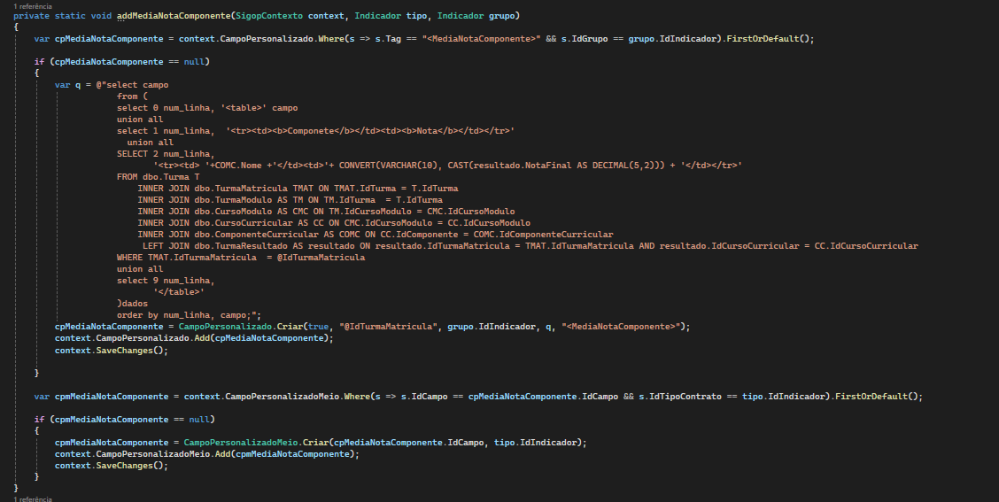 1 referência
private static void addMediaNotaComponente(SigopContexto context, Indicador tipo, Indicador grupo)
{
var cpMediaNotaComponente = context.CampoPersonalizado.Where(s => s.Tag == "<MediaNotaComponente>" && s.IdGrupo == grupo.IdIndicador).FirstOrDefault();
if (cpMediaNotaComponente == null)
{
var q = @"select campo
from (
select 0 num_linha, '<table>' campo
union all
select 1 num_linha,  '<tr><td><b>Componete</b></td><td><b>Nota</b></td></tr>'
union all
SELECT 2 num_linha,
'<tr><td> '+COMC.Nome +'</td><td>'+ CONVERT(VARCHAR(10), CAST(resultado.NotaFinal AS DECIMAL(5,2))) + '</td></tr>'
FROM dbo.Turma T
INNER JOIN dbo.TurmaMatricula TMAT ON TMAT.IdTurma = T.IdTurma
INNER JOIN dbo.TurmaModulo AS TM ON TM.IdTurma  = T.IdTurma
INNER JOIN dbo.CursoModulo AS CMC ON TM.IdCursoModulo = CMC.IdCursoModulo
INNER JOIN dbo.CursoCurricular AS CC ON CMC.IdCursoModulo = CC.IdCursoModulo
INNER JOIN dbo.ComponenteCurricular AS COMC ON CC.IdComponente = COMC.IdComponenteCurricular
LEFT JOIN dbo.TurmaResultado AS resultado ON resultado.IdTurmaMatricula = TMAT.IdTurmaMatricula AND resultado.IdCursoCurricular = CC.IdCursoCurricular
WHERE TMAT.IdTurmaMatricula  = @IdTurmaMatricula
union all
select 9 num_linha,
'</table>'
)dados
order by num_linha, campo;";
cpMediaNotaComponente = CampoPersonalizado.Criar(true, "@IdTurmaMatricula", grupo.IdIndicador, q, "<MediaNotaComponente>");
context.CampoPersonalizado.Add(cpMediaNotaComponente);
context.SaveChanges();
}
var cpmMediaNotaComponente = context.CampoPersonalizadoMeio.Where(s => s.IdCampo == cpMediaNotaComponente.IdCampo && s.IdTipoContrato == tipo.IdIndicador).FirstOrDefault();
if (cpmMediaNotaComponente == null)
{
cpmMediaNotaComponente = CampoPersonalizadoMeio.Criar(cpMediaNotaComponente.IdCampo, tipo.IdIndicador);
context.CampoPersonalizadoMeio.Add(cpmMediaNotaComponente);
context.SaveChanges();
}
}
1 referência